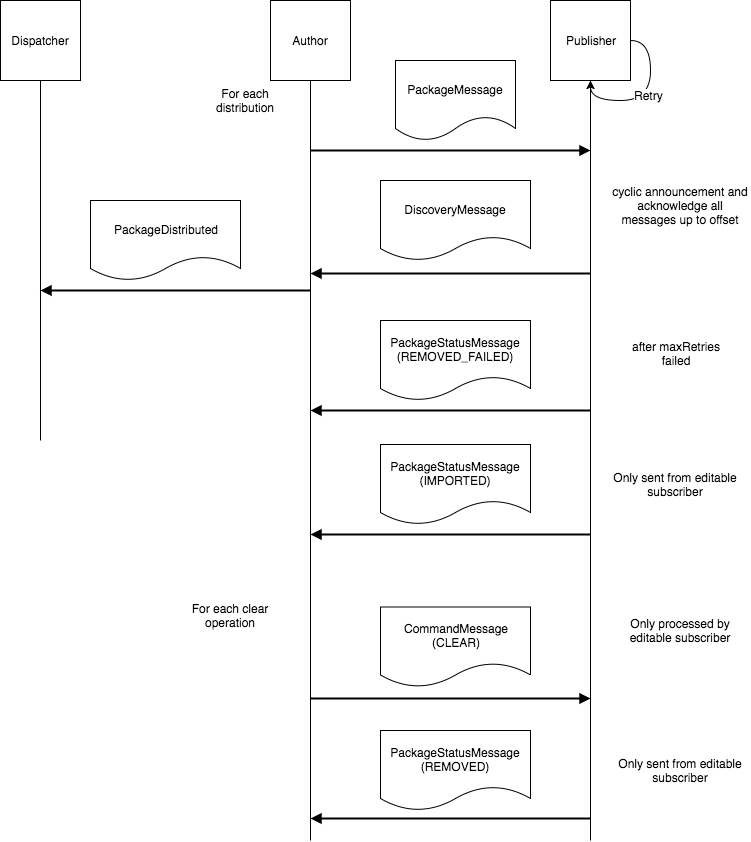 Dispatcher
Author
Publisher
Retry
For each
distribution
PackageMessage
cyclic announcement and
acknowledge all
messages up to offset
DiscoveryMessage
PackageDistributed
PackageStatusMessage
(REMOVED_FAILED)
after maxRetries
failed
PackageStatusMessage
(IMPORTED)
Only sent from editable
subscriber
For each clear
operation
CommandMessage
(CLEAR)
Only processed by
editable subscriber
PackageStatusMessage
(REMOVED)
Only sent from editable
subscriber